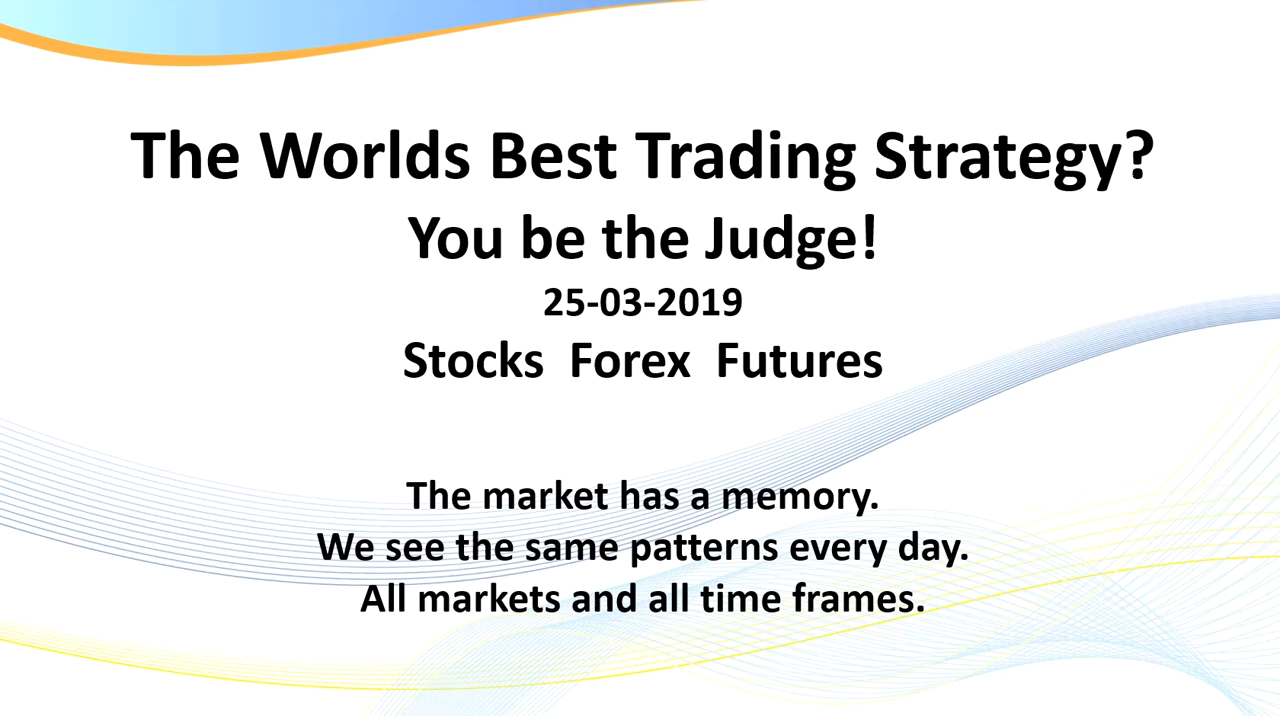 The Worlds Best Trading Strategy?
You be the Judge!
25-03-2019
Stocks Forex Futures
The market has a memory.
We see the same patterns every day.
All markets and all time frames.